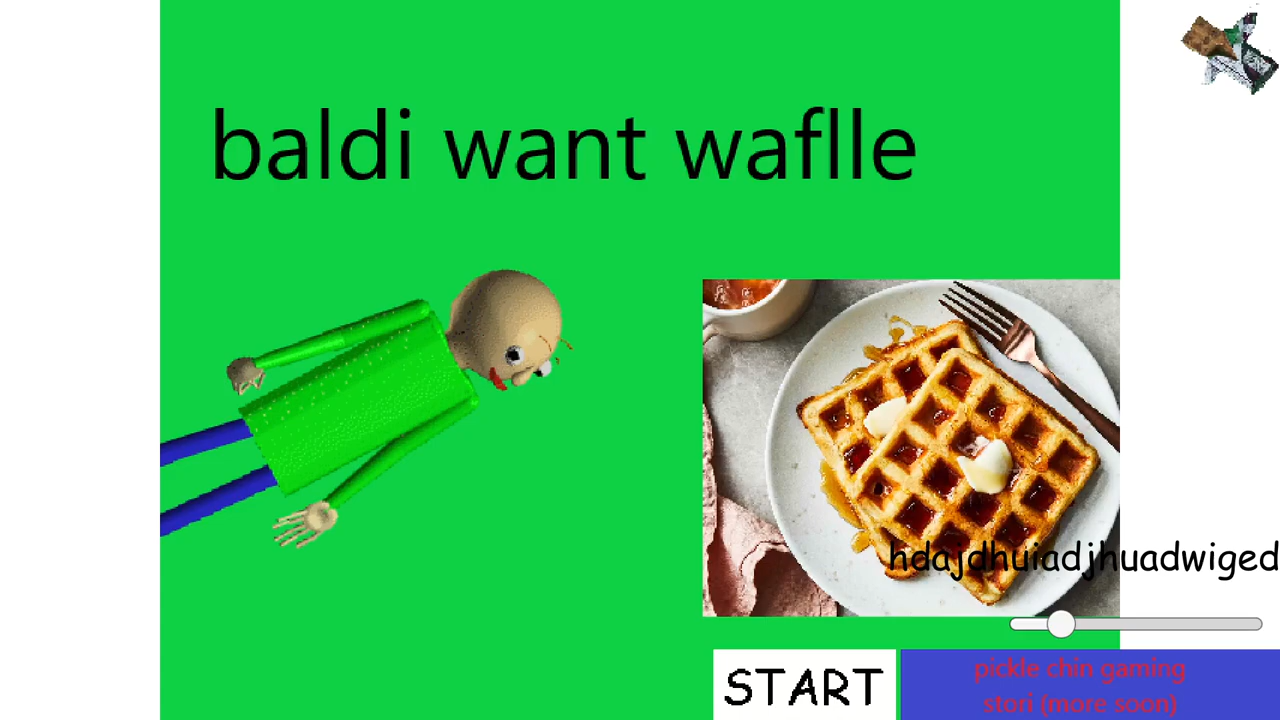 baldi want waflle
hdajdhuiadjhuadwiged
START
pickle chin gaming
stori (more soon)